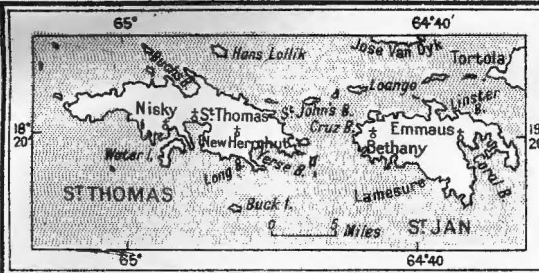 65° 64°40'
Hans Lollik
Jose Van Dyk
Tortola
Bucks B.
Loango
Nisky
St Thomas
St John's B.
Linster B.
18°
20'
Cruz B.
Emmaus
Water I.
New Herrnhut
Bethany
Coral B.
Long B.
Jerse B.
Lamesure
ST THOMAS
Buck I.
ST JAN
0 5
Miles
65° 64°40'